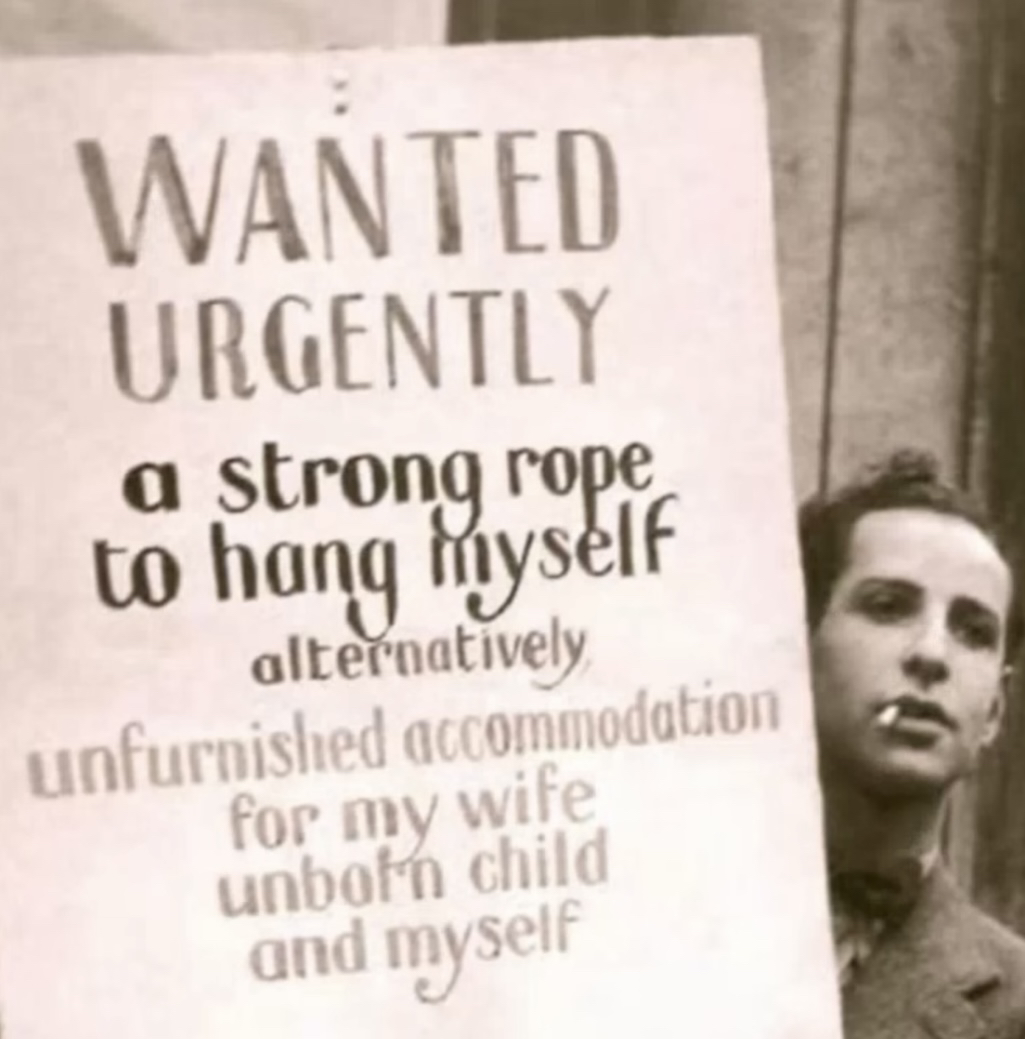 WANTED
URGENTLY
a strong rope
to hang myself
alternatively,
unfurnished accommodation
for my wife
unborn child
and myself